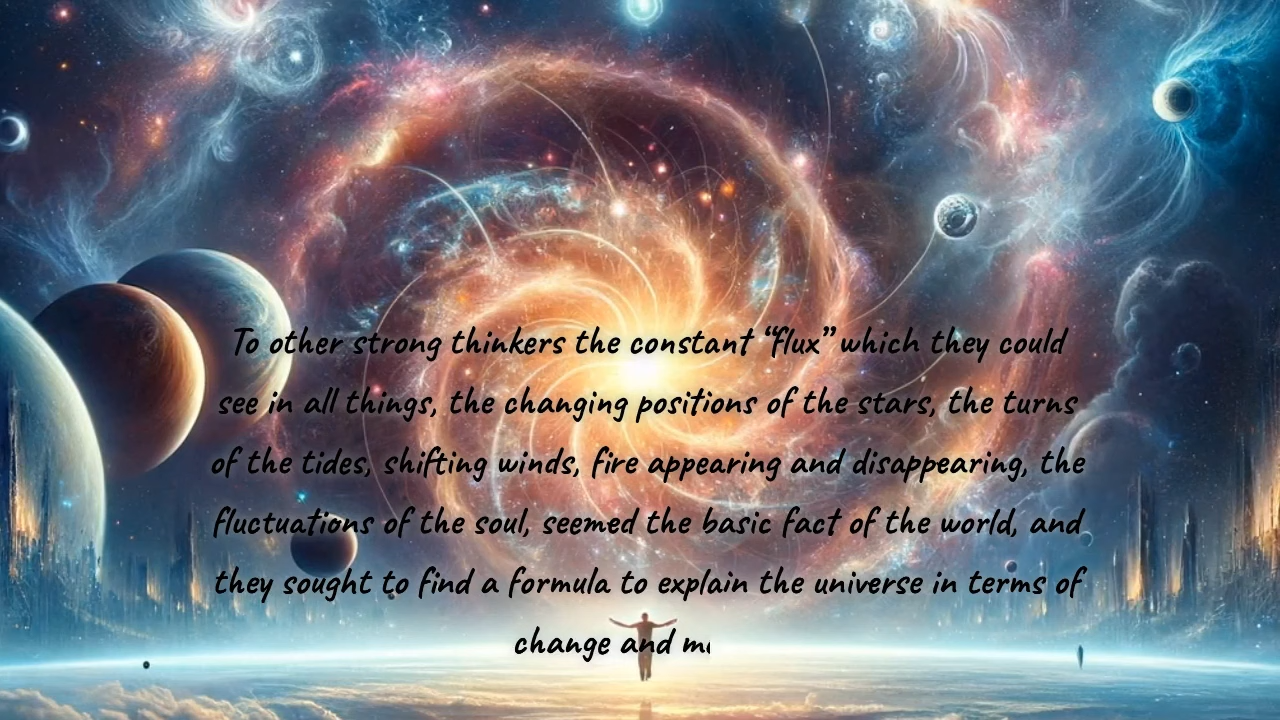 To other strong thinkers the constant “flux” which they could
see in all things, the changing positions of the stars, the turns
of the tides, shifting winds, fire appearing and disappearing, the
fluctuations of the soul, seemed the basic fact of the world, and
they sought to find a formula to explain the universe in terms of
change and